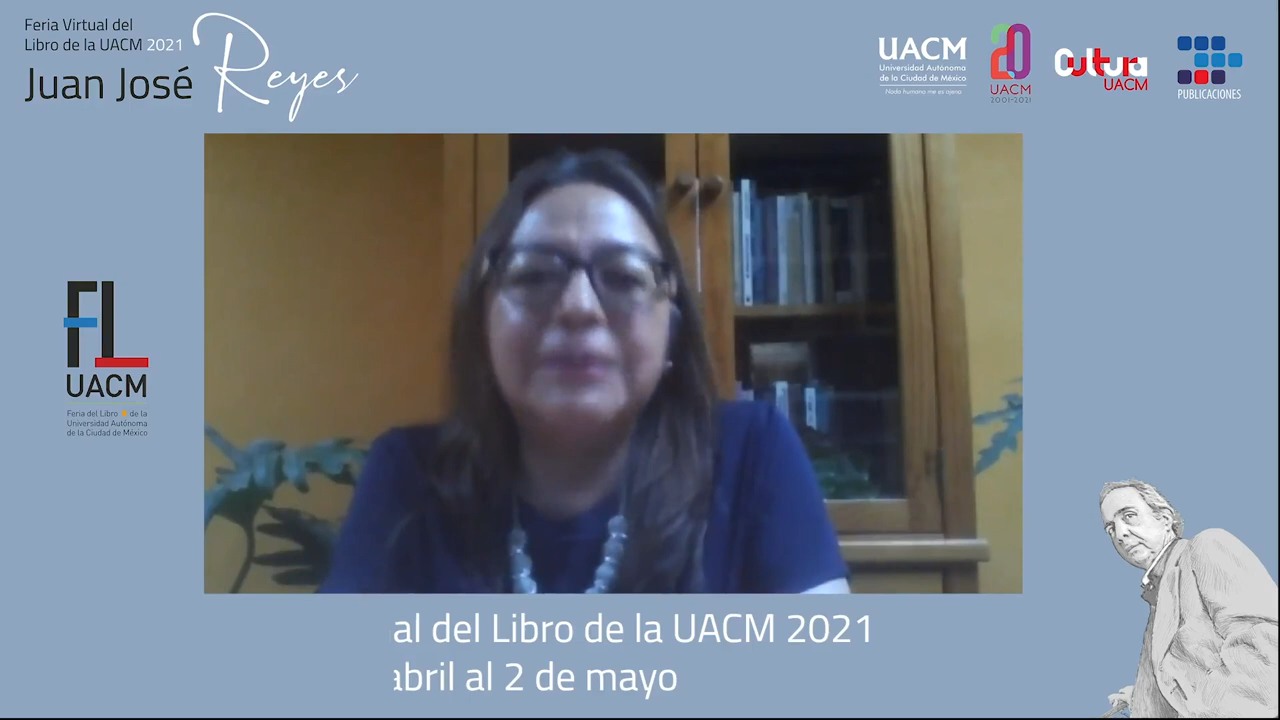 Feria Virtual del
Libro de la UACM 2021
Juan José Reyes
UACM
Universidad Autónoma
de la Ciudad de México
Nada humano me es ajeno
20
UACM
2001-2021
Cultura
UACM
PUBLICACIONES
FL
UACM
Feria del Libro de la
Universidad Autónoma
de la Ciudad de México
al del Libro de la UACM 2021
abril al 2 de mayo